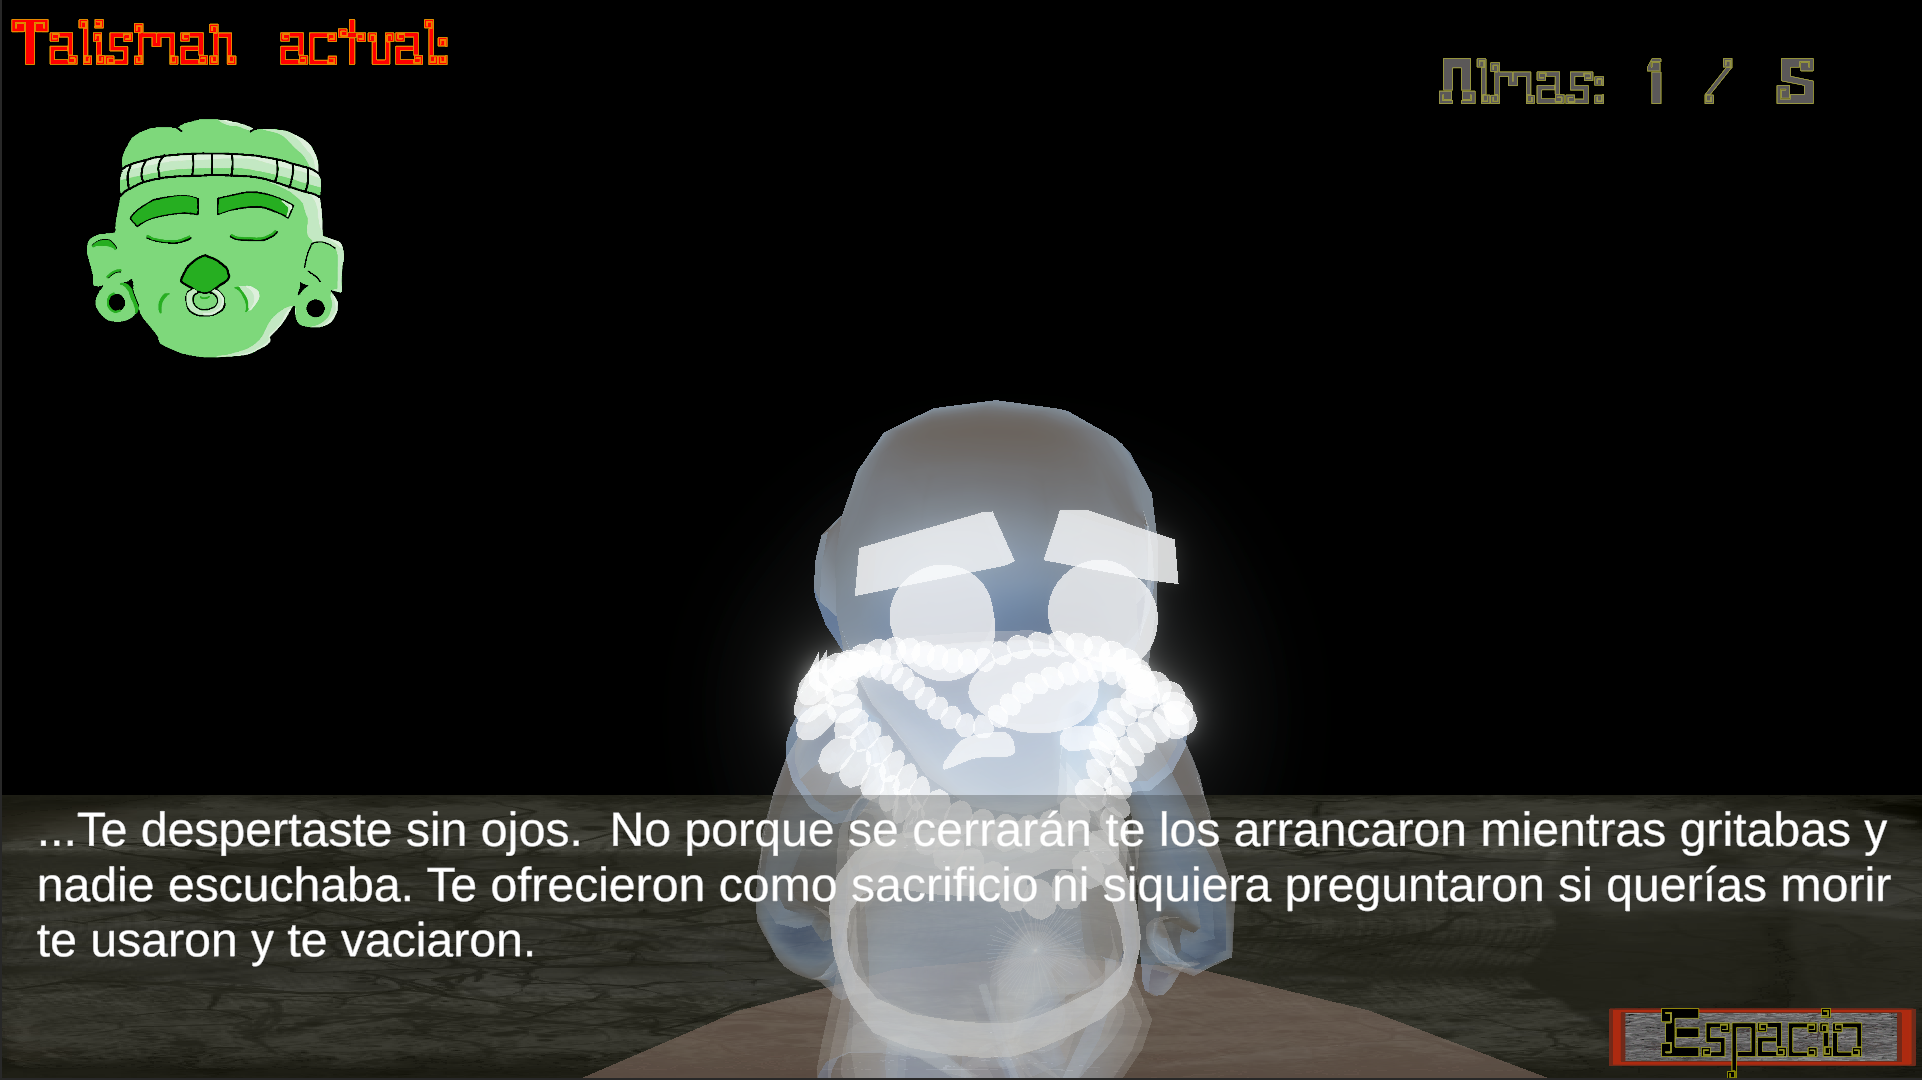 Talisman actual:
Almas: 1 / 5
...Te despertaste sin ojos.  No porque se cerrarán te los arrancaron mientras gritabas y
nadie escuchaba. Te ofrecieron como sacrificio ni siquiera preguntaron si querías morir
te usaron y te vaciaron.
Espacio